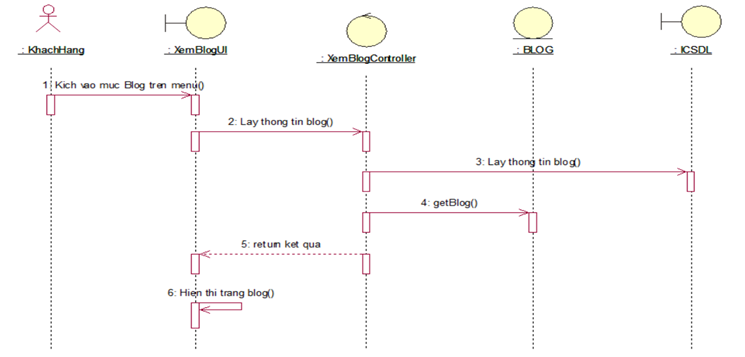 : KhachHang
: XemBlogUI
: XemBlogController
: BLOG
: ICSDL
1: Kich vao muc Blog tren menu()
2: Lay thong tin blog()
3: Lay thong tin blog()
4: getBlog()
5: return ket qua
6: Hien thi trang blog()